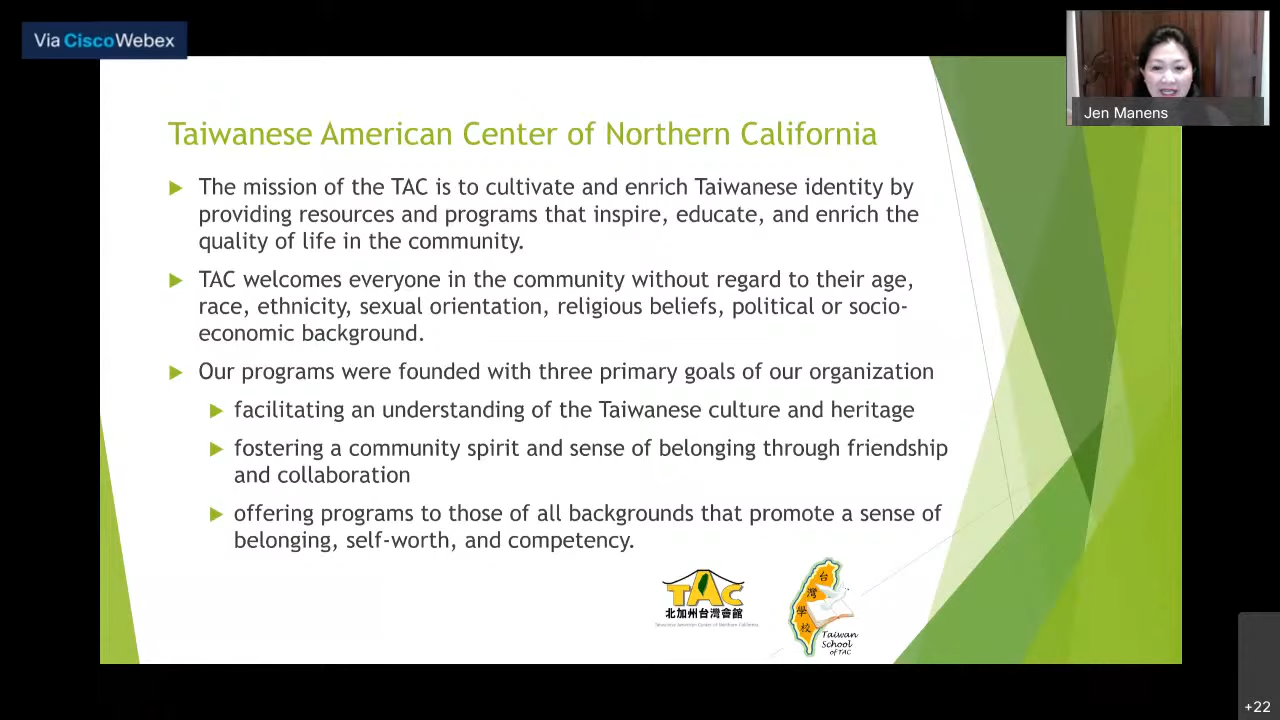 Via CiscoWebex
Jen Manens
Taiwanese American Center of Northern California
The mission of the TAC is to cultivate and enrich Taiwanese identity by
providing resources and programs that inspire, educate, and enrich the
quality of life in the community.
TAC welcomes everyone in the community without regard to their age,
race, ethnicity, sexual orientation, religious beliefs, political or socio-
economic background.
Our programs were founded with three primary goals of our organization
facilitating an understanding of the Taiwanese culture and heritage
fostering a community spirit and sense of belonging through friendship
and collaboration
offering programs to those of all backgrounds that promote a sense of
belonging, self-worth, and competency.
TAC
北加州台灣會館
Taiwanese American Center of Northern California
台灣學校
Taiwan
School
of TAC
+22